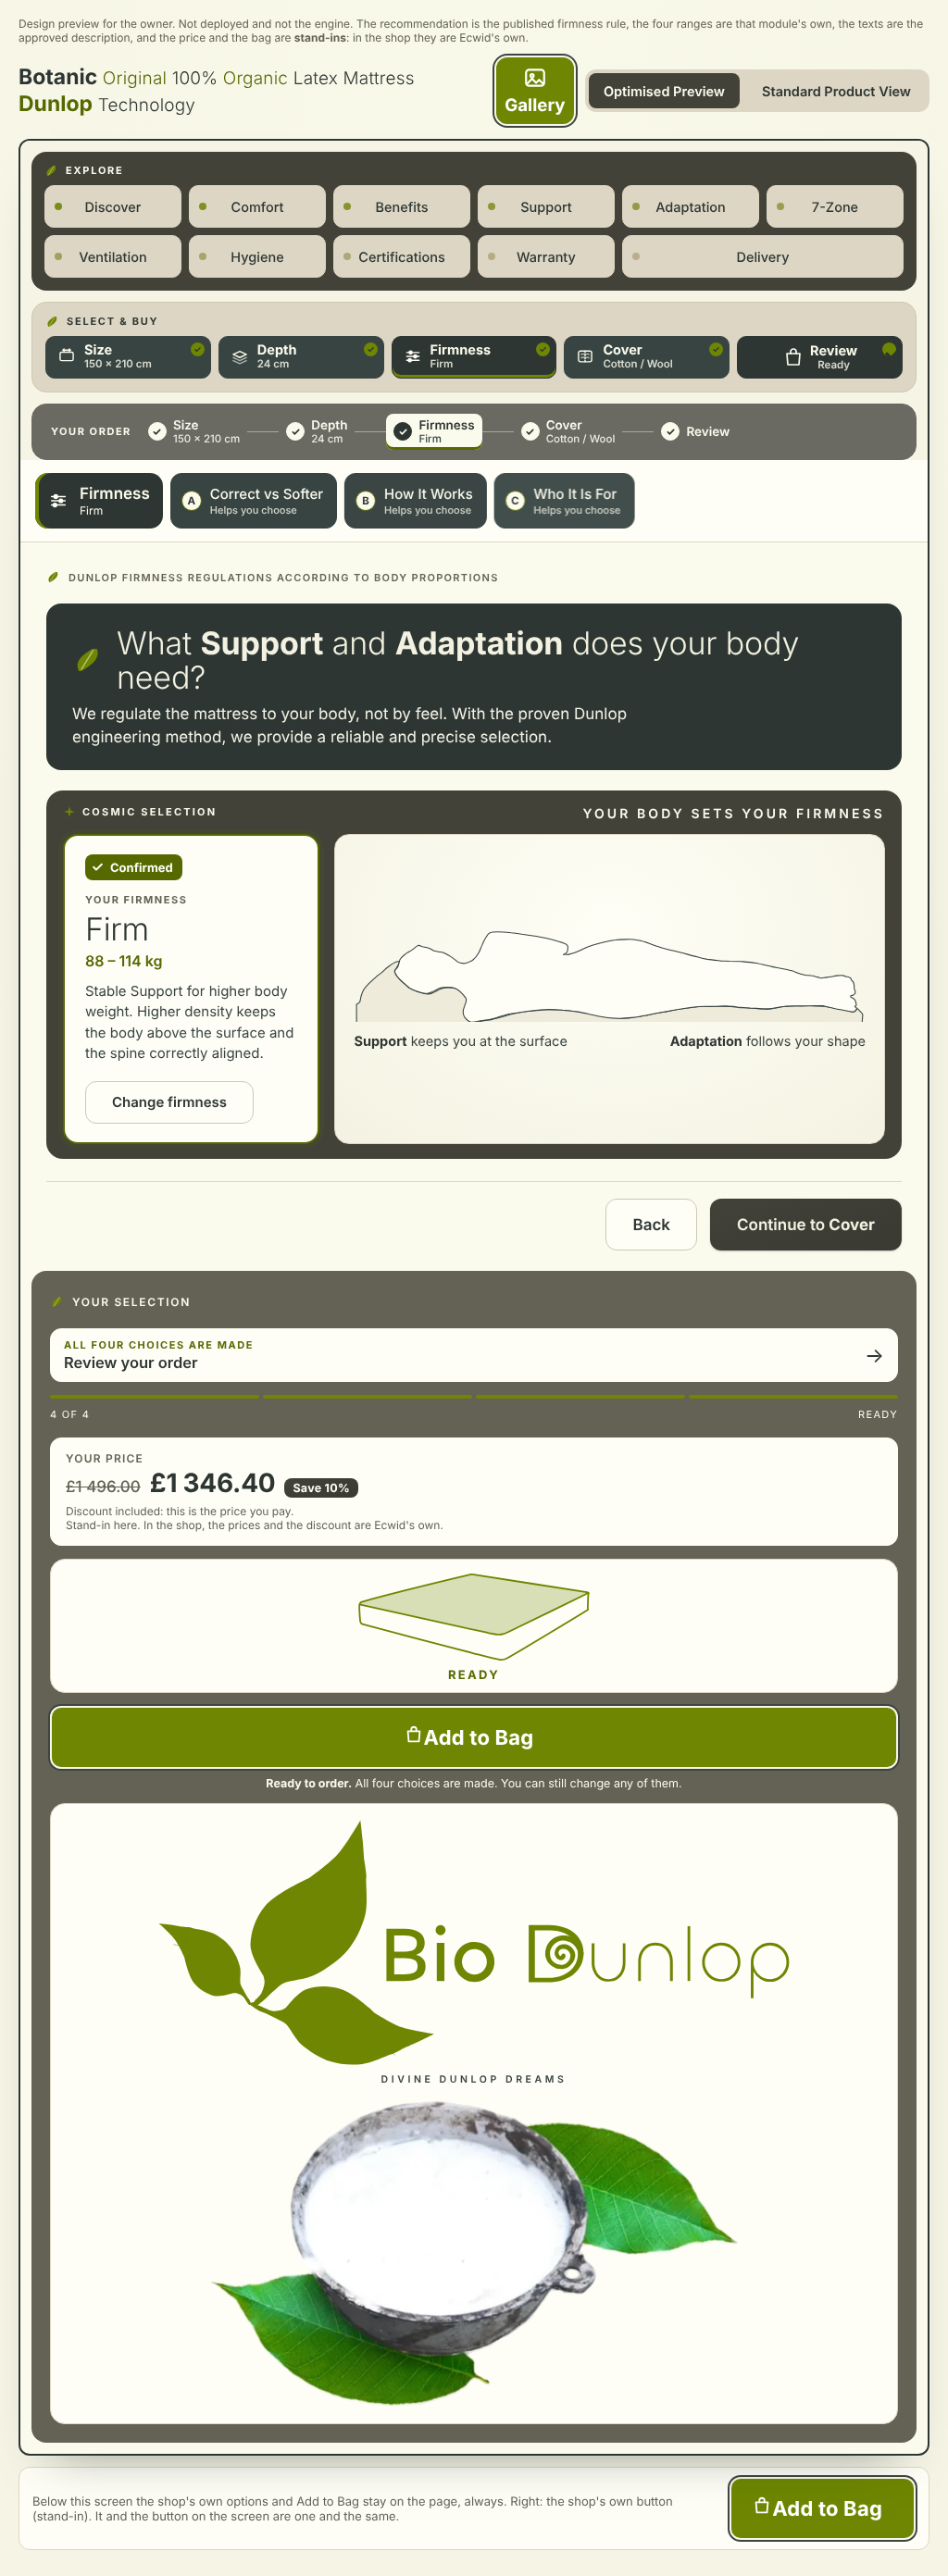 Design preview for the owner. Not deployed and not the engine. The recommendation is the published firmness rule, the four ranges are that module's own, the texts are the
approved description, and the price and the bag are stand-ins: in the shop they are Ecwid's own.
Botanic Original 100% Organic Latex Mattress
Dunlop Technology
Gallery
Optimised Preview
Standard Product View
EXPLORE
Discover
Comfort
Benefits
Support
Adaptation
7-Zone
Ventilation
Hygiene
Certifications
Warranty
Delivery
SELECT & BUY
Size
150 × 210 cm
Depth
24 cm
Firmness
Firm
Cover
Cotton / Wool
Review
Ready
YOUR ORDER
Size
150 × 210 cm
Depth
24 cm
Firmness
Firm
Cover
Cotton / Wool
Review
Firmness
Firm
A
Correct vs Softer
Helps you choose
B
How It Works
Helps you choose
C
Who It Is For
Helps you choose
DUNLOP FIRMNESS REGULATIONS ACCORDING TO BODY PROPORTIONS
What Support and Adaptation does your body
need?
We regulate the mattress to your body, not by feel. With the proven Dunlop
engineering method, we provide a reliable and precise selection.
COSMIC SELECTION
YOUR BODY SETS YOUR FIRMNESS
Confirmed
YOUR FIRMNESS
Firm
88 – 114 kg
Stable Support for higher body
weight. Higher density keeps
the body above the surface and
the spine correctly aligned.
Change firmness
Support keeps you at the surface
Adaptation follows your shape
Back
Continue to Cover
YOUR SELECTION
ALL FOUR CHOICES ARE MADE
Review your order
4 OF 4
READY
YOUR PRICE
£1 496.00 £1 346.40 Save 10%
Discount included: this is the price you pay.
Stand-in here. In the shop, the prices and the discount are Ecwid's own.
READY
Add to Bag
Ready to order. All four choices are made. You can still change any of them.
Bio Dunlop
DIVINE DUNLOP DREAMS
Below this screen the shop's own options and Add to Bag stay on the page, always. Right: the shop's own button
(stand-in). It and the button on the screen are one and the same.
Add to Bag